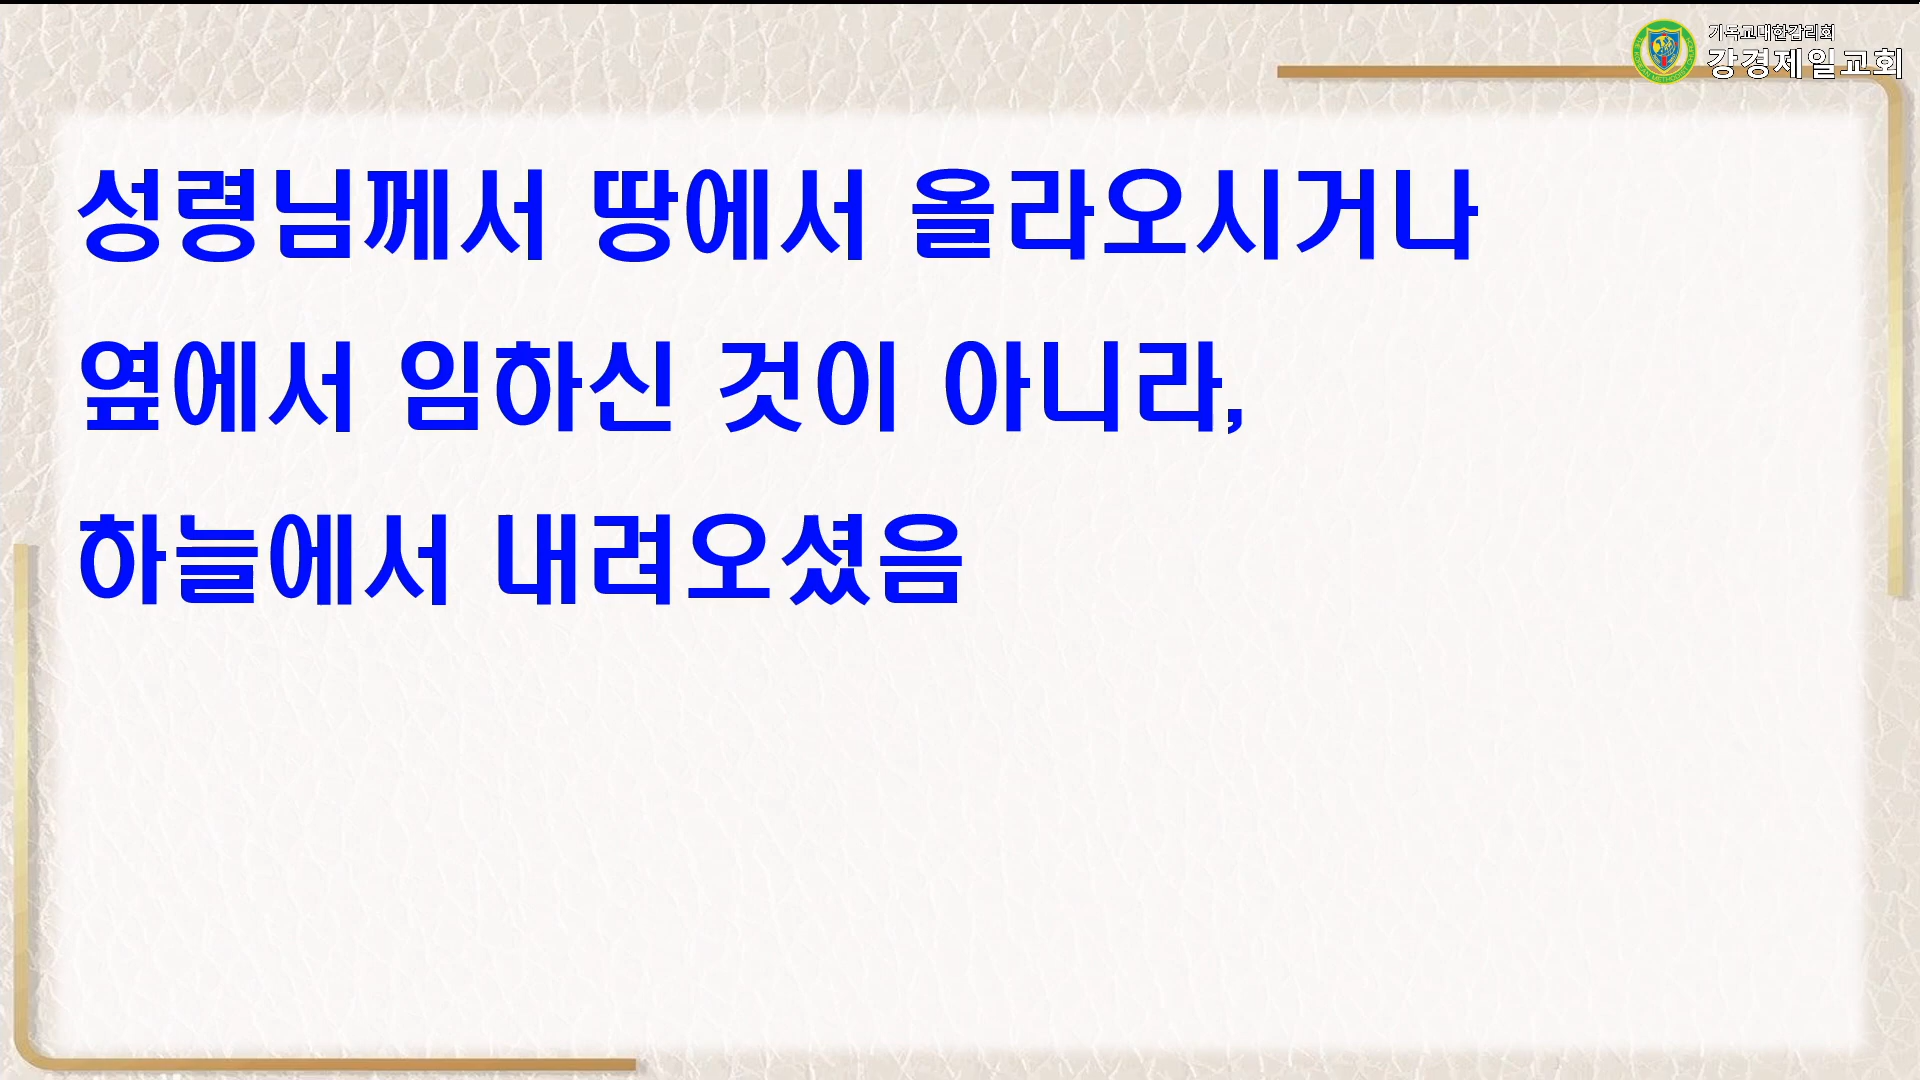 기독교대한감리회
강경제일교회
성령님께서 땅에서 올라오시거나
옆에서 임하신 것이 아니라,
하늘에서 내려오셨음